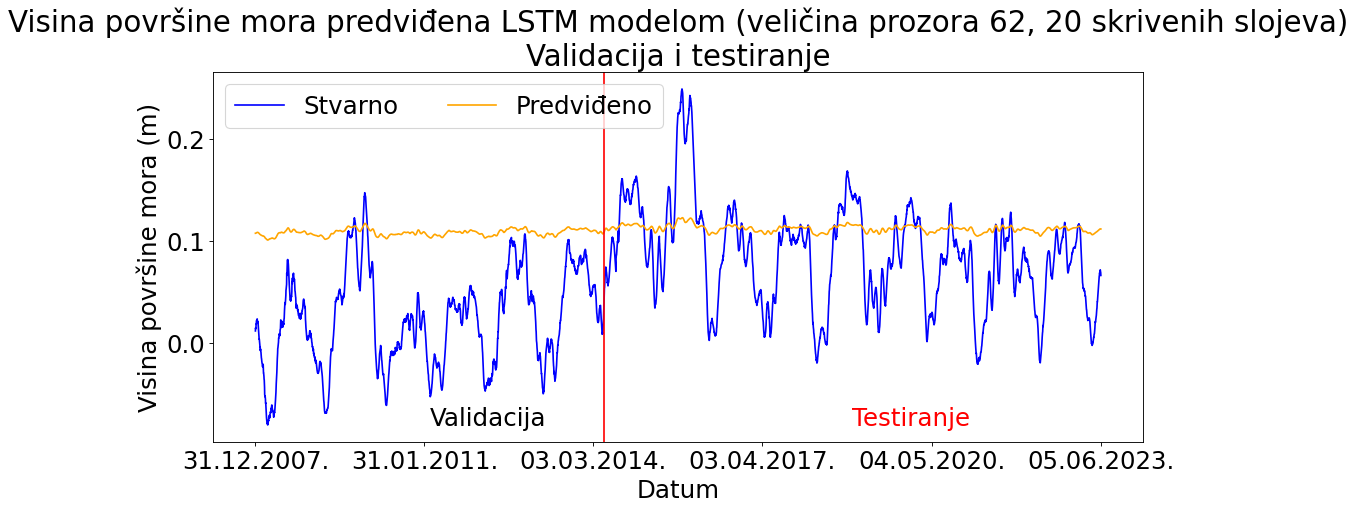 Visina površine mora predviđena LSTM modelom (veličina prozora 62, 20 skrivenih slojeva)
Validacija i testiranje
Stvarno
Predviđeno
Visina površine mora (m)
0.2
0.1
0.0
Validacija
Testiranje
31.12.2007.
31.01.2011.
03.03.2014.
03.04.2017.
04.05.2020.
05.06.2023.
Datum